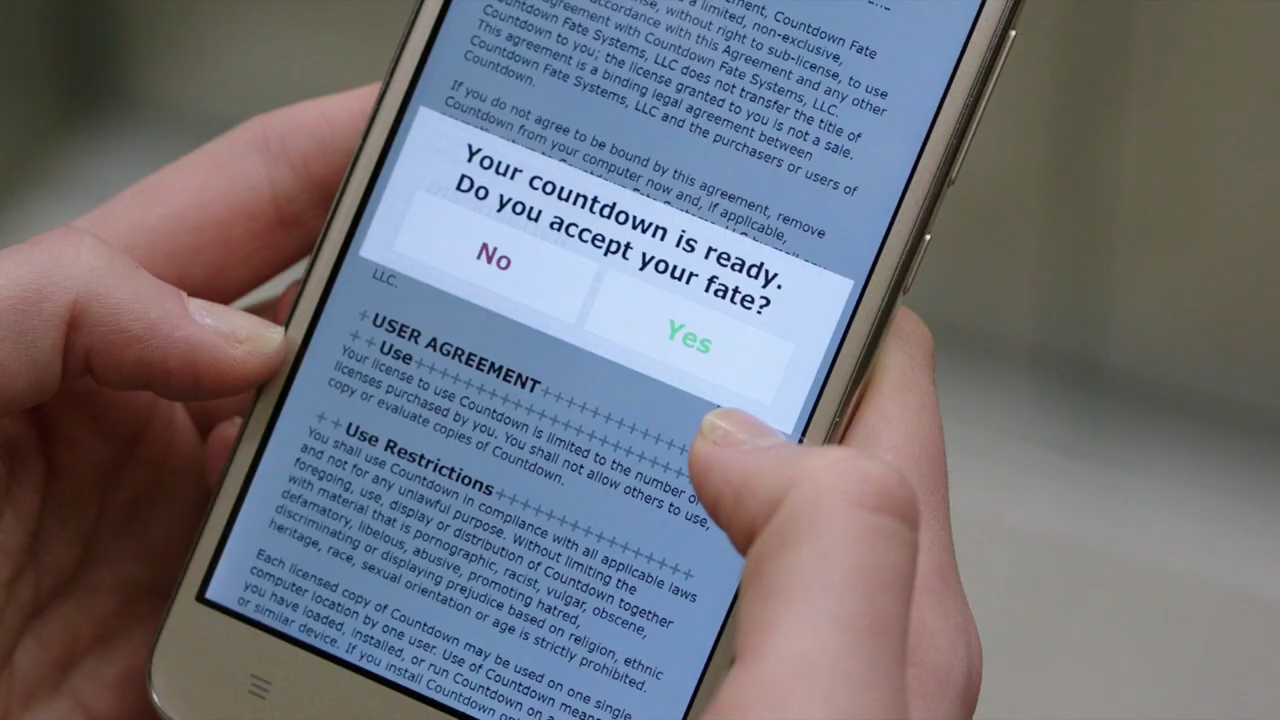 ment, Countdown Fate
a limited, non-exclusive,
nse, without right to sub-license, to use
accordance with this Agreement and any other
agreement with Countdown Fate Systems, LLC.
Countdown Fate Systems, LLC does not transfer the title of
Countdown to you; the license granted to you is not a sale.
This agreement is a binding legal agreement between
Countdown Fate Systems, LLC and the purchasers or users of
Countdown.
If you do not agree to be bound by this agreement, remove
Countdown from your computer now and, if applicable,
Your countdown is ready.
Do you accept your fate?
No
Yes
LLC.
+USER AGREEMENT++++++++++++
++Use++++++++++++++++++++
Your license to use Countdown is limited to the number of
licenses purchased by you. You shall not allow others to use,
copy or evaluate copies of Countdown.
++Use Restrictions+++++++++++++++
You shall use Countdown in compliance with all applicable laws
and not for any unlawful purpose. Without limiting the
foregoing, use, display or distribution of Countdown together
with material that is pornographic, racist, vulgar, obscene,
defamatory, libelous, abusive, promoting hatred,
discriminating or displaying prejudice based on religion, ethnic
heritage, race, sexual orientation or age is strictly prohibited.
Each licensed copy of Countdown may be used on one single
computer location by one user. Use of Countdown means
you have loaded, installed, or run Countdown on a
or similar device. If you install Countdown